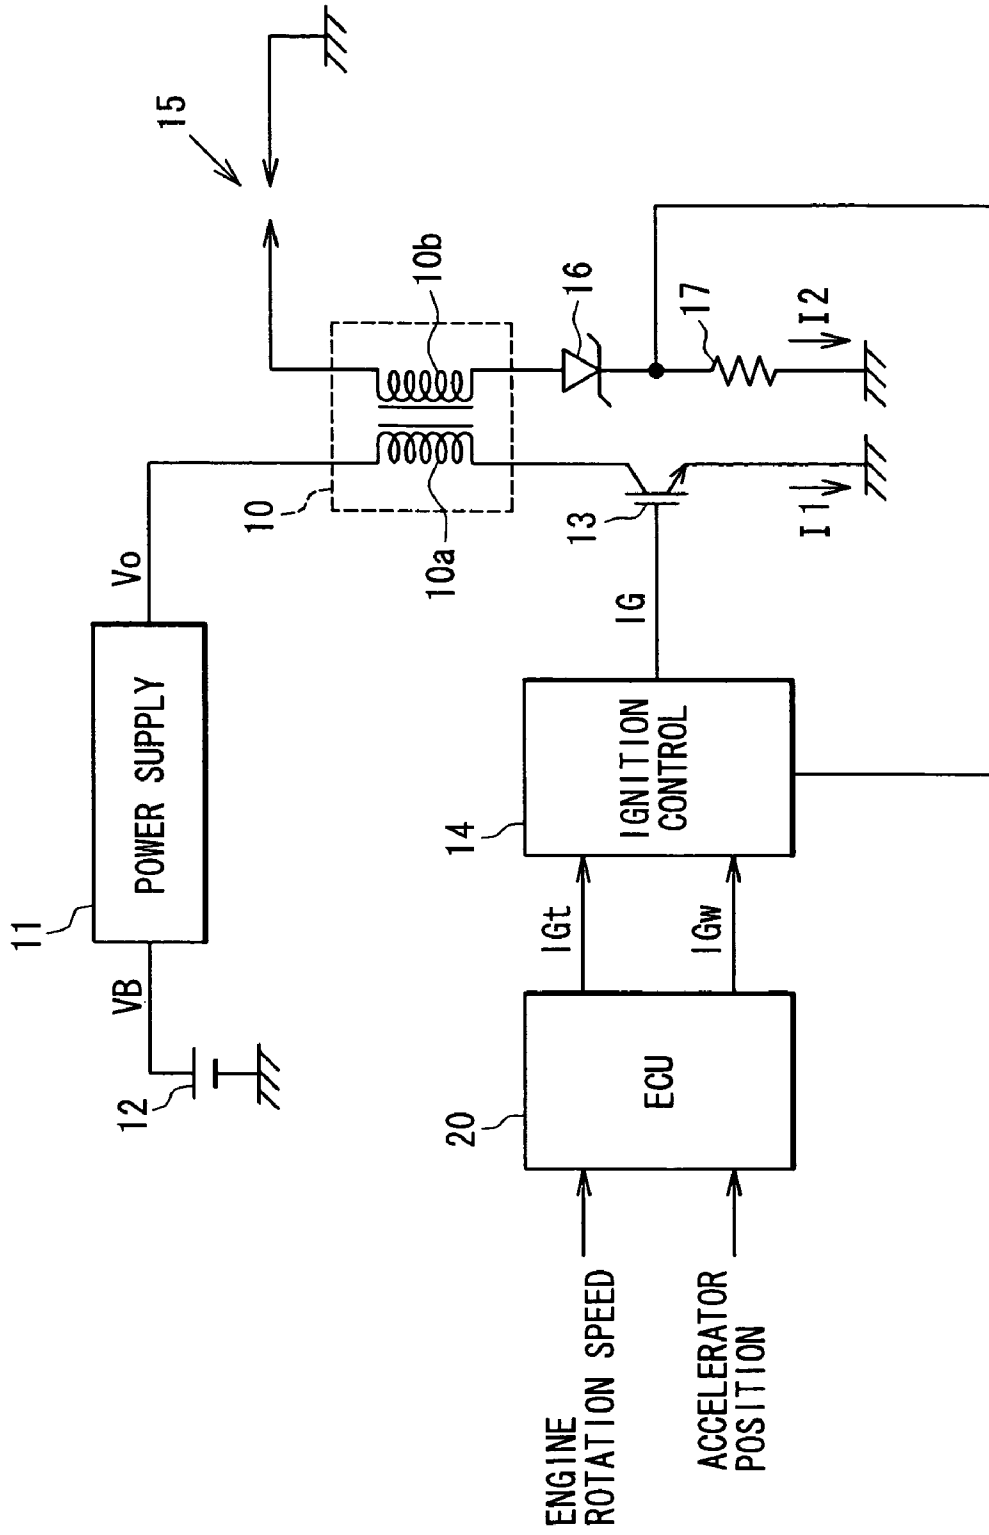 11
VB
POWER SUPPLY
Vo
12
15
10
10a
10b
16
17
I2
I1
13
IG
14
IGNITION
CONTROL
IGt
IGw
20
ECU
ENGINE
ROTATION SPEED
ACCELERATOR
POSITION